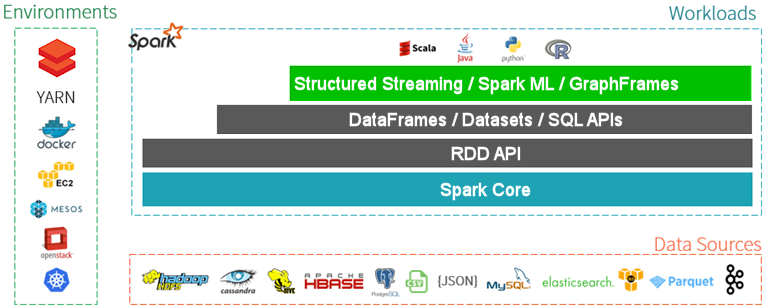 Environments
Workloads
Spark
Scala
Java
python
R
YARN
Structured Streaming / Spark ML / GraphFrames
DataFrames / Datasets / SQL APIs
docker
RDD API
EC2
Spark Core
MESOS
openstack
Data Sources
hadoop
HDFS
cassandra
HIVE
APACHE
HBASE
PostgreSQL
CSV
{JSON}
MySQL
elasticsearch.
Parquet